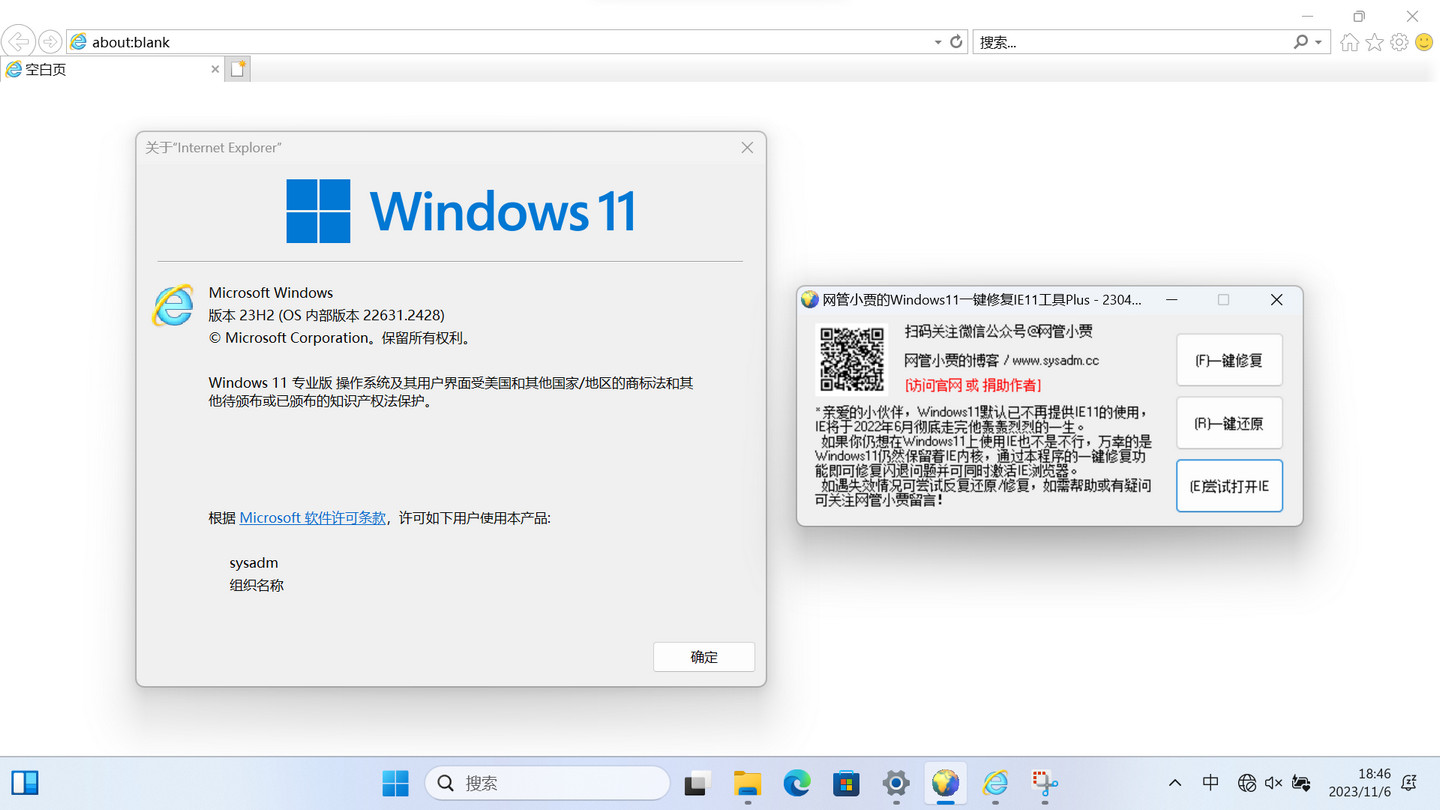 about:blank
搜索...
空白页
关于"Internet Explorer"
Windows 11
Microsoft Windows
版本 23H2 (OS 内部版本 22631.2428)
© Microsoft Corporation。保留所有权利。
Windows 11 专业版 操作系统及其用户界面受美国和其他国家/地区的商标法和其
他待颁布或已颁布的知识产权法保护。
根据 Microsoft 软件许可条款，许可如下用户使用本产品:
sysadm
组织名称
确定
网管小贾的Windows11一键修复IE11工具Plus - 2304...
扫码关注微信公众号@网管小贾
网管小贾的博客 / www.sysadm.cc
[访问官网 或 捐助作者]
*亲爱的小伙伴，Windows11默认已不再提供IE11的使用，
IE将于2022年6月彻底走完他轰轰烈烈的一生。
如果你仍想在Windows11上使用IE也不是不行，万幸的是
Windows11仍然保留着IE内核，通过本程序的一键修复功
能即可修复闪退问题并可同时激活IE浏览器。
如遇失效情况可尝试反复还原/修复，如需帮助或有疑问
可关注网管小贾留言！
(F)一键修复
(R)一键还原
(E)尝试打开IE
搜索
中
18:46
2023/11/6